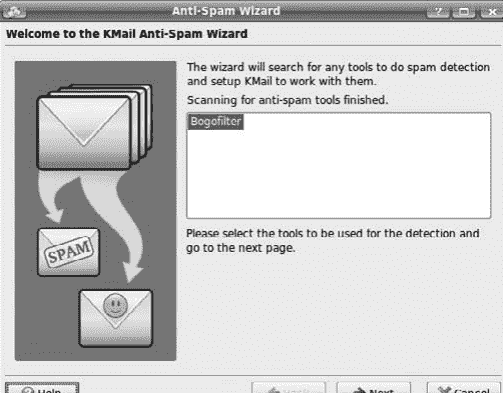 Anti-Spam Wizard
Welcome to the KMail Anti-Spam Wizard
The wizard will search for any tools to do spam detection
and setup KMail to work with them.
Scanning for anti-spam tools finished.
Bogofilter
SPAM
Please select the tools to be used for the detection and
go to the next page.
Help
Back
Next
Cancel